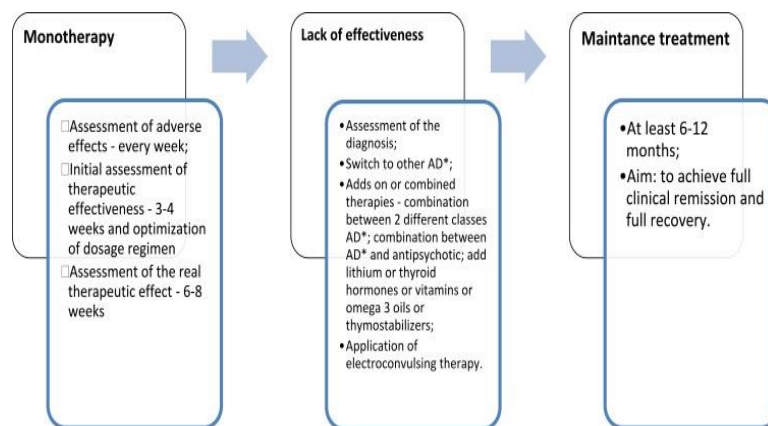 Monotherapy
□Assessment of adverse
effects - every week;
□Initial assessment of
therapeutic
effectiveness - 3-4
weeks and optimization
of dosage regimen
□Assessment of the real
therapeutic effect - 6-8
weeks
Lack of effectiveness
•Assessment of the
diagnosis;
•Switch to other AD*;
•Adds on or combined
therapies - combination
between 2 different classes
AD*; combination between
AD* and antipsychotic; add
lithium or thyroid
hormones or vitamins or
omega 3 oils or
thymostabilizers;
•Application of
electroconvulsing therapy.
Maintance treatment
•At least 6-12
months;
•Aim: to achieve full
clinical remission and
full recovery.